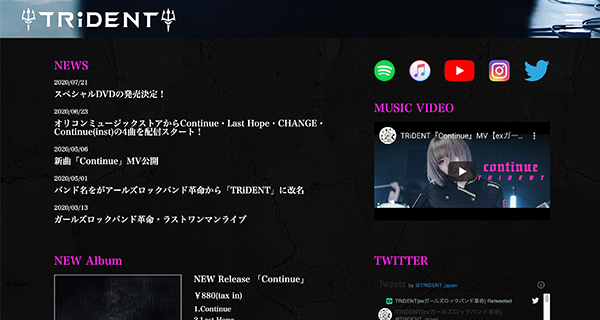 TRiDENT
NEWS
2020/07/21
スペシャルDVDの発売決定！
2020/06/23
オリコンミュージックストアからContinue・Last Hope・CHANGE・
Continue(inst)の4曲を配信スタート！
2020/05/06
新曲「Continue」MV公開
2020/05/01
バンド名をがアールズロックバンド革命から「TRiDENT」に改名
2020/03/13
ガールズロックバンド革命・ラストワンマンライブ
MUSIC VIDEO
TRiDENT「Continue」MV【exガー...
continue
TRIDENT
NEW Album
NEW Release 「Continue」
￥880(tax in)
1.Continue
2.Last Hope
TWITTER
Tweets by @TRiDENT_japan
TRiDENT(exガールズロックバンド革命) Retweeted
TRiDENT(exガールズロックバンド革命)
@TRiDENT_japan